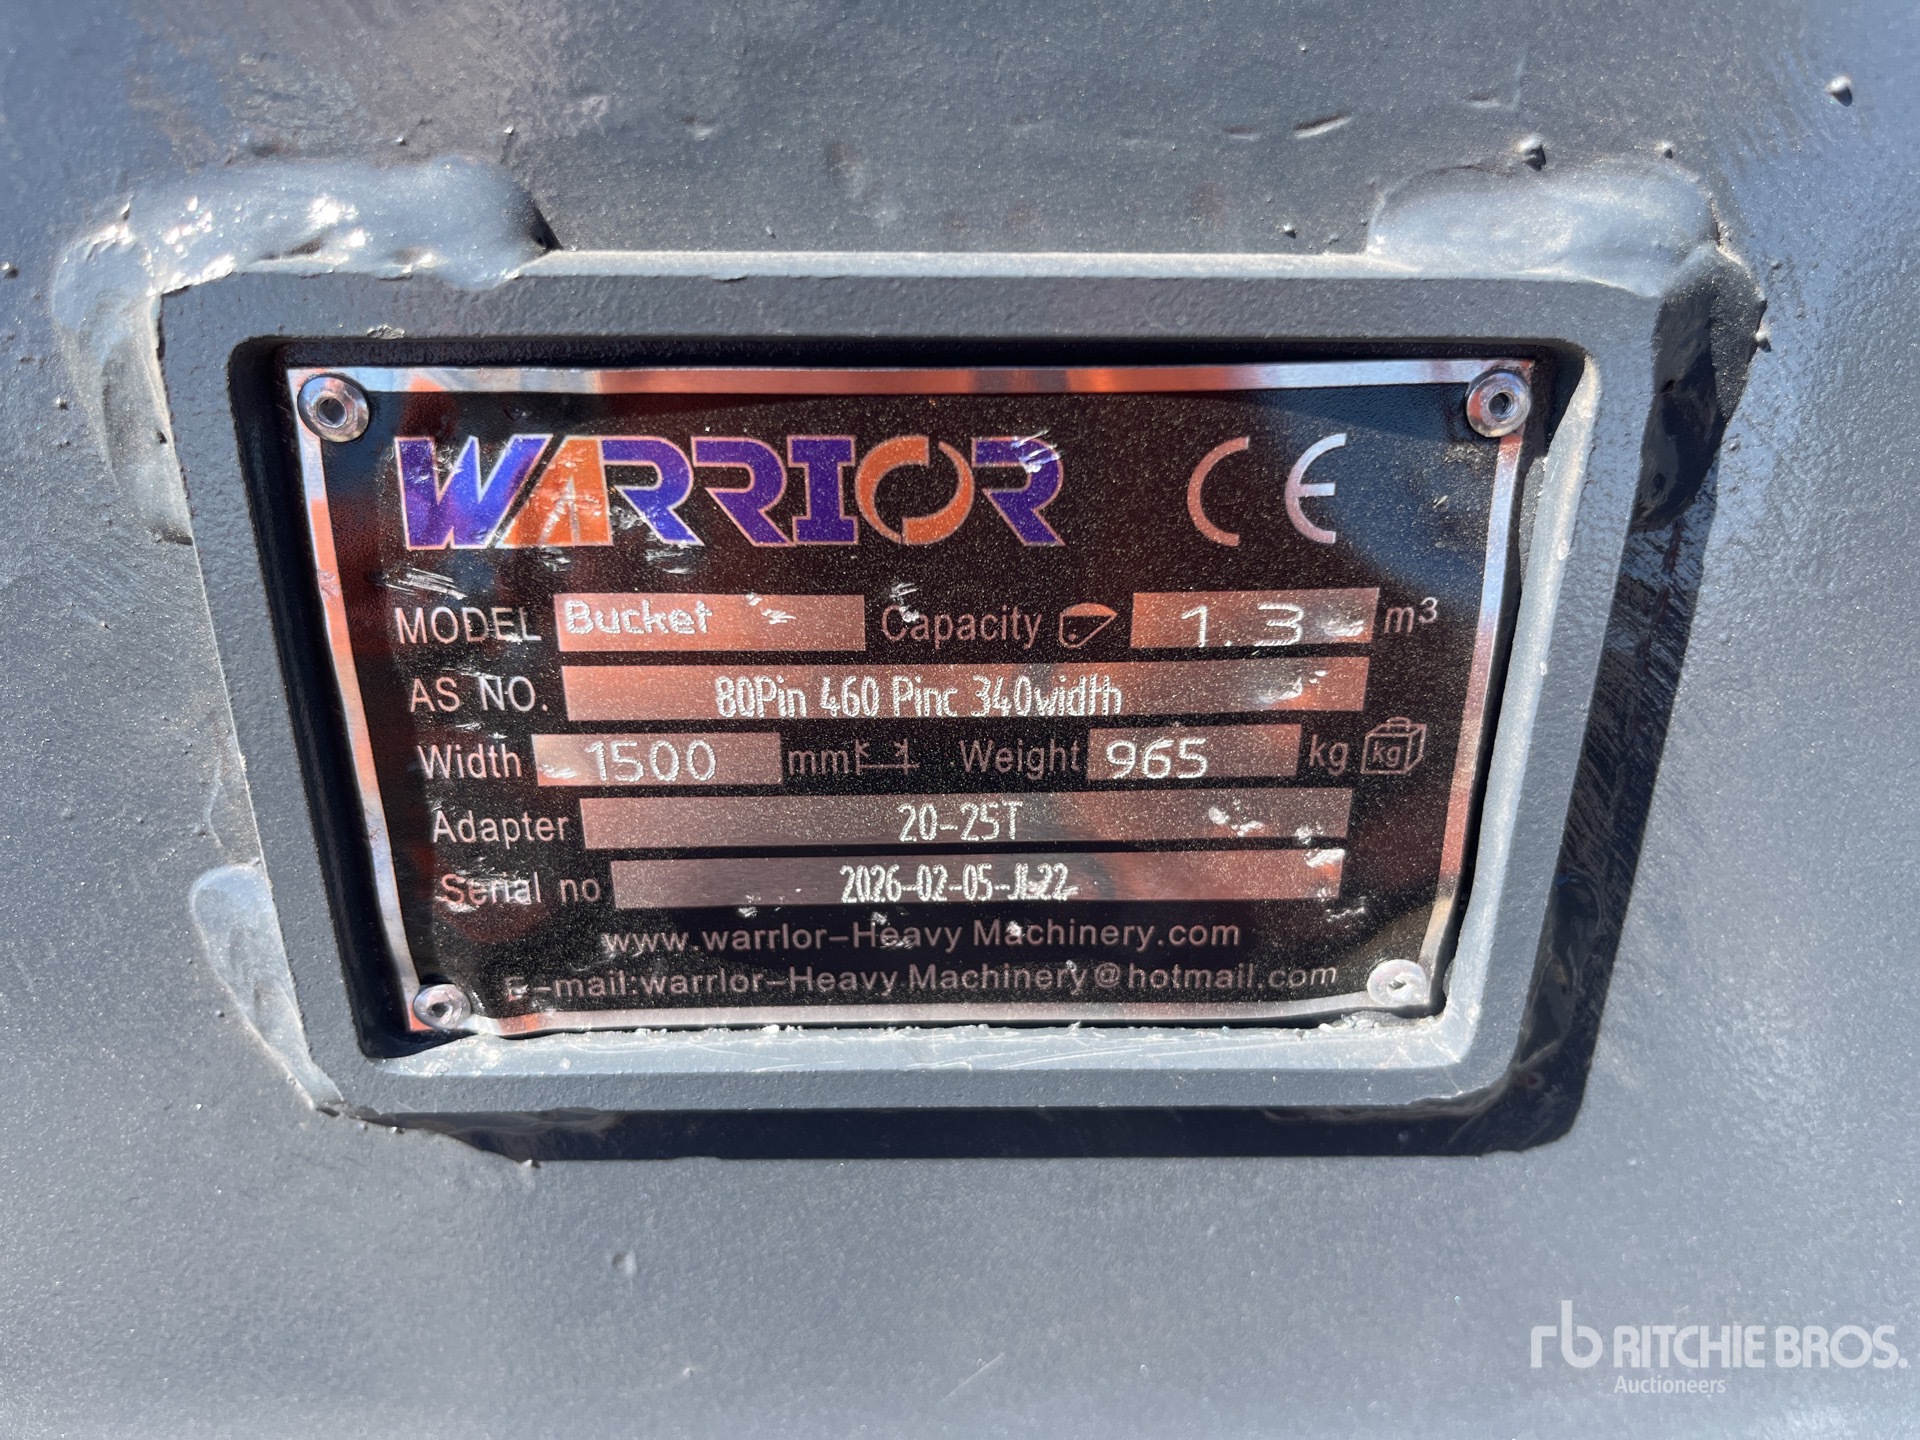 WARRIOR CE
MODEL Bucket Capacity 1.3 m³
AS NO. 80Pin 460 Pinc 340width
Width 1500 mm Weight 965 kg kg
Adapter 20-25T
Serial no 2026-02-05-JL22
www.warrlor-Heavy Machinery.com
E-mail:warrlor-Heavy Machinery@hotmail.com
rb RITCHIE BROS.
Auctioneers